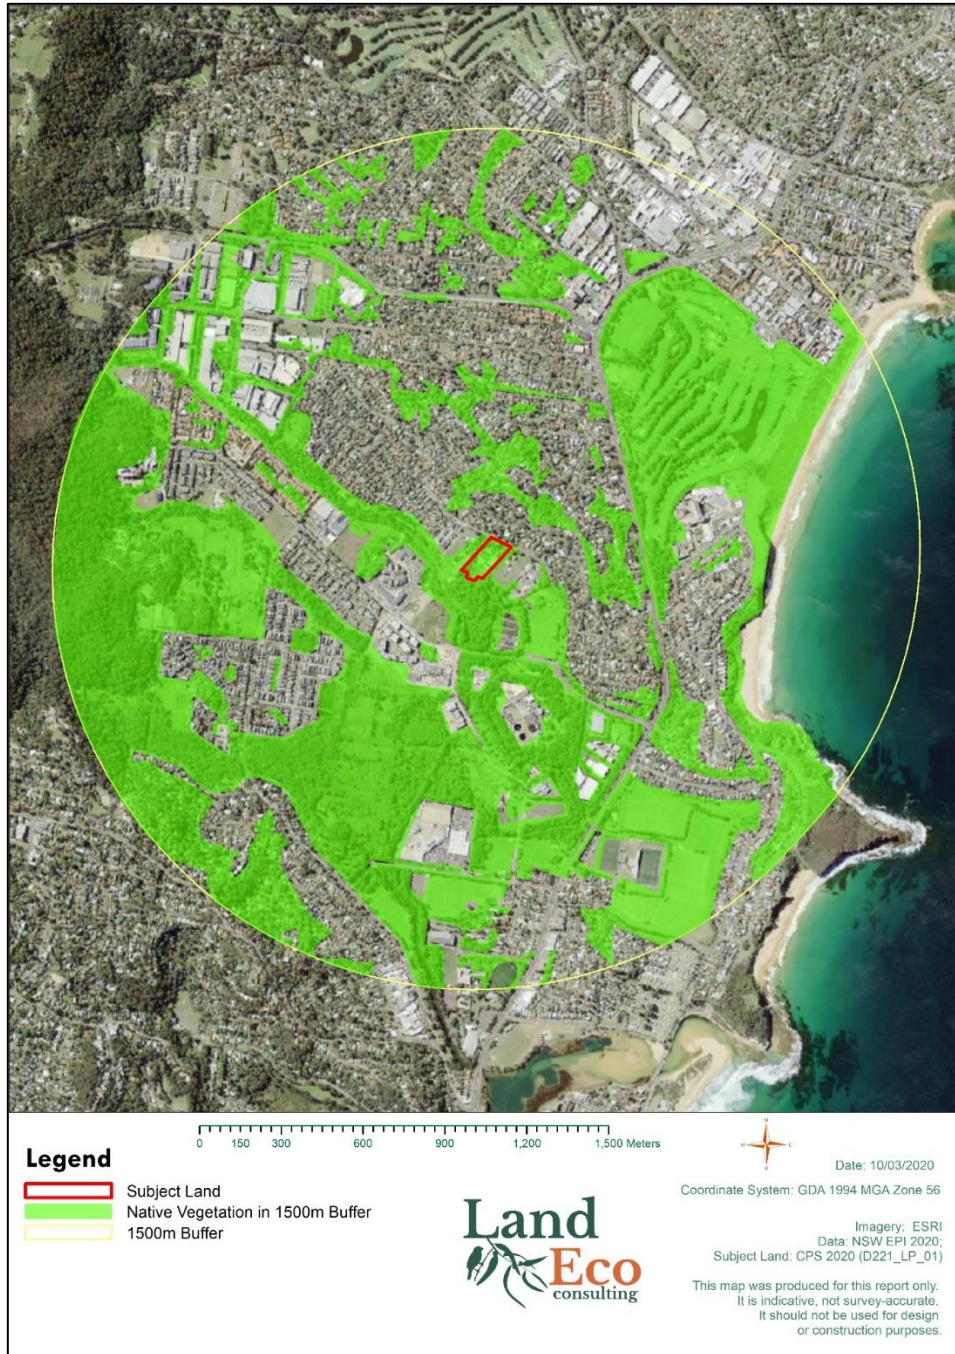 0 150 300 600 900 1,200 1,500 Meters
N
W E
S
Legend
Subject Land
Native Vegetation in 1500m Buffer
1500m Buffer
Land
Eco
consulting
Date: 10/03/2020
Coordinate System: GDA 1994 MGA Zone 56
Imagery: ESRI
Data: NSW EPI 2020;
Subject Land: CPS 2020 (D221_LP_01)
This map was produced for this report only.
It is indicative, not survey-accurate.
It should not be used for design
or construction purposes.